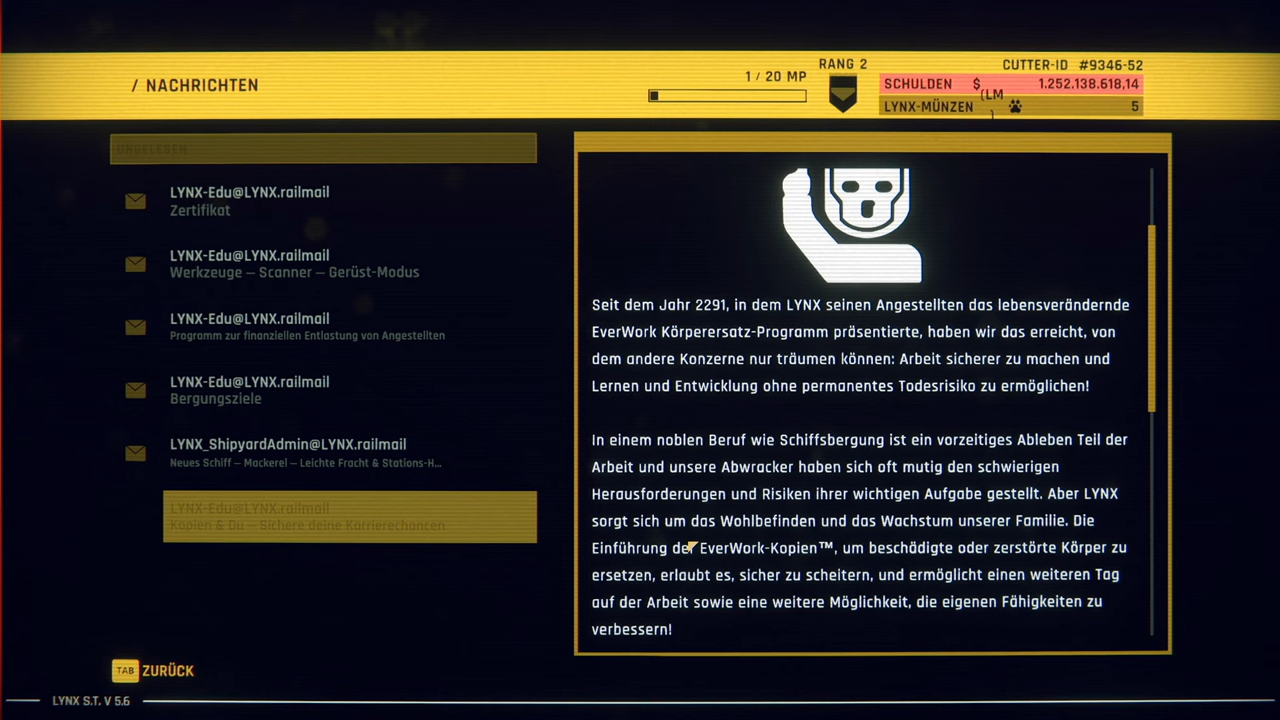 / NACHRICHTEN
1 / 20 MP
RANG 2
CUTTER-ID #9346-52
SCHULDEN $ 1.252.138.618,14
LYNX-MÜNZEN (LM) 5
UNGELESEN
LYNX-Edu@LYNX.railmail
Zertifikat
LYNX-Edu@LYNX.railmail
Werkzeuge – Scanner – Gerüst-Modus
LYNX-Edu@LYNX.railmail
Programm zur finanziellen Entlastung von Angestellten
LYNX-Edu@LYNX.railmail
Bergungsziele
LYNX_ShipyardAdmin@LYNX.railmail
Neues Schiff – Mackerel – Leichte Fracht & Stations-H...
LYNX-Edu@LYNX.railmail
Kopien & Du – Sichere deine Karrierechancen
Seit dem Jahr 2291, in dem LYNX seinen Angestellten das lebensverändernde
EverWork Körperersatz-Programm präsentierte, haben wir das erreicht, von
dem andere Konzerne nur träumen können: Arbeit sicherer zu machen und
Lernen und Entwicklung ohne permanentes Todesrisiko zu ermöglichen!
In einem noblen Beruf wie Schiffsbergung ist ein vorzeitiges Ableben Teil der
Arbeit und unsere Abwracker haben sich oft mutig den schwierigen
Herausforderungen und Risiken ihrer wichtigen Aufgabe gestellt. Aber LYNX
sorgt sich um das Wohlbefinden und das Wachstum unserer Familie. Die
Einführung der EverWork-Kopien™, um beschädigte oder zerstörte Körper zu
ersetzen, erlaubt es, sicher zu scheitern, und ermöglicht einen weiteren Tag
auf der Arbeit sowie eine weitere Möglichkeit, die eigenen Fähigkeiten zu
verbessern!
TAB ZURÜCK
LYNX S.T. V 5.6